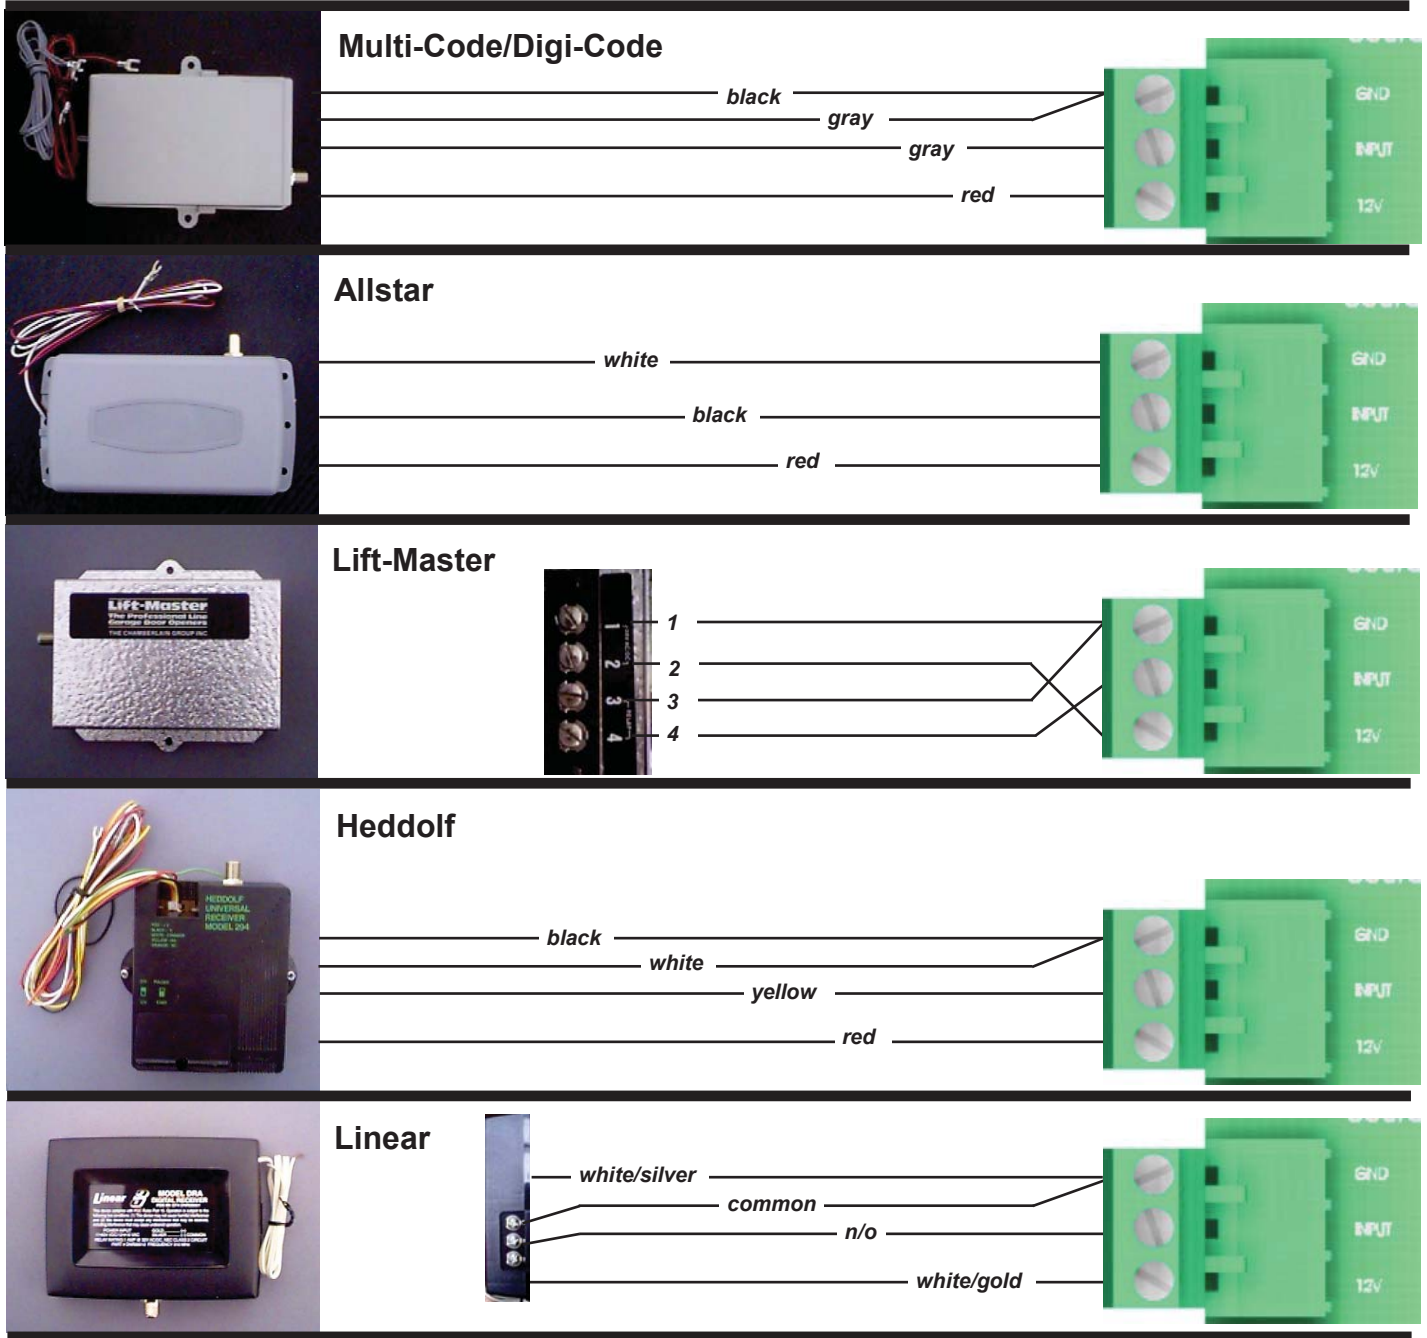 Multi-Code/Digi-Code
black
gray
gray
red
GND
INPUT
12V
Allstar
white
black
red
GND
INPUT
12V
Lift-Master
Lift-Master
The Professional Line
Garage Door Openers
THE CHAMBERLAIN GROUP INC
1
2
3
4
1
2
3
4
GND
INPUT
12V
Heddolf
HEDDOLF
UNIVERSAL
RECEIVER
MODEL 294
black
white
yellow
red
GND
INPUT
12V
Linear
Linear
MODEL DRA
DIGITAL RECEIVER
white/silver
common
n/o
white/gold
GND
INPUT
12V